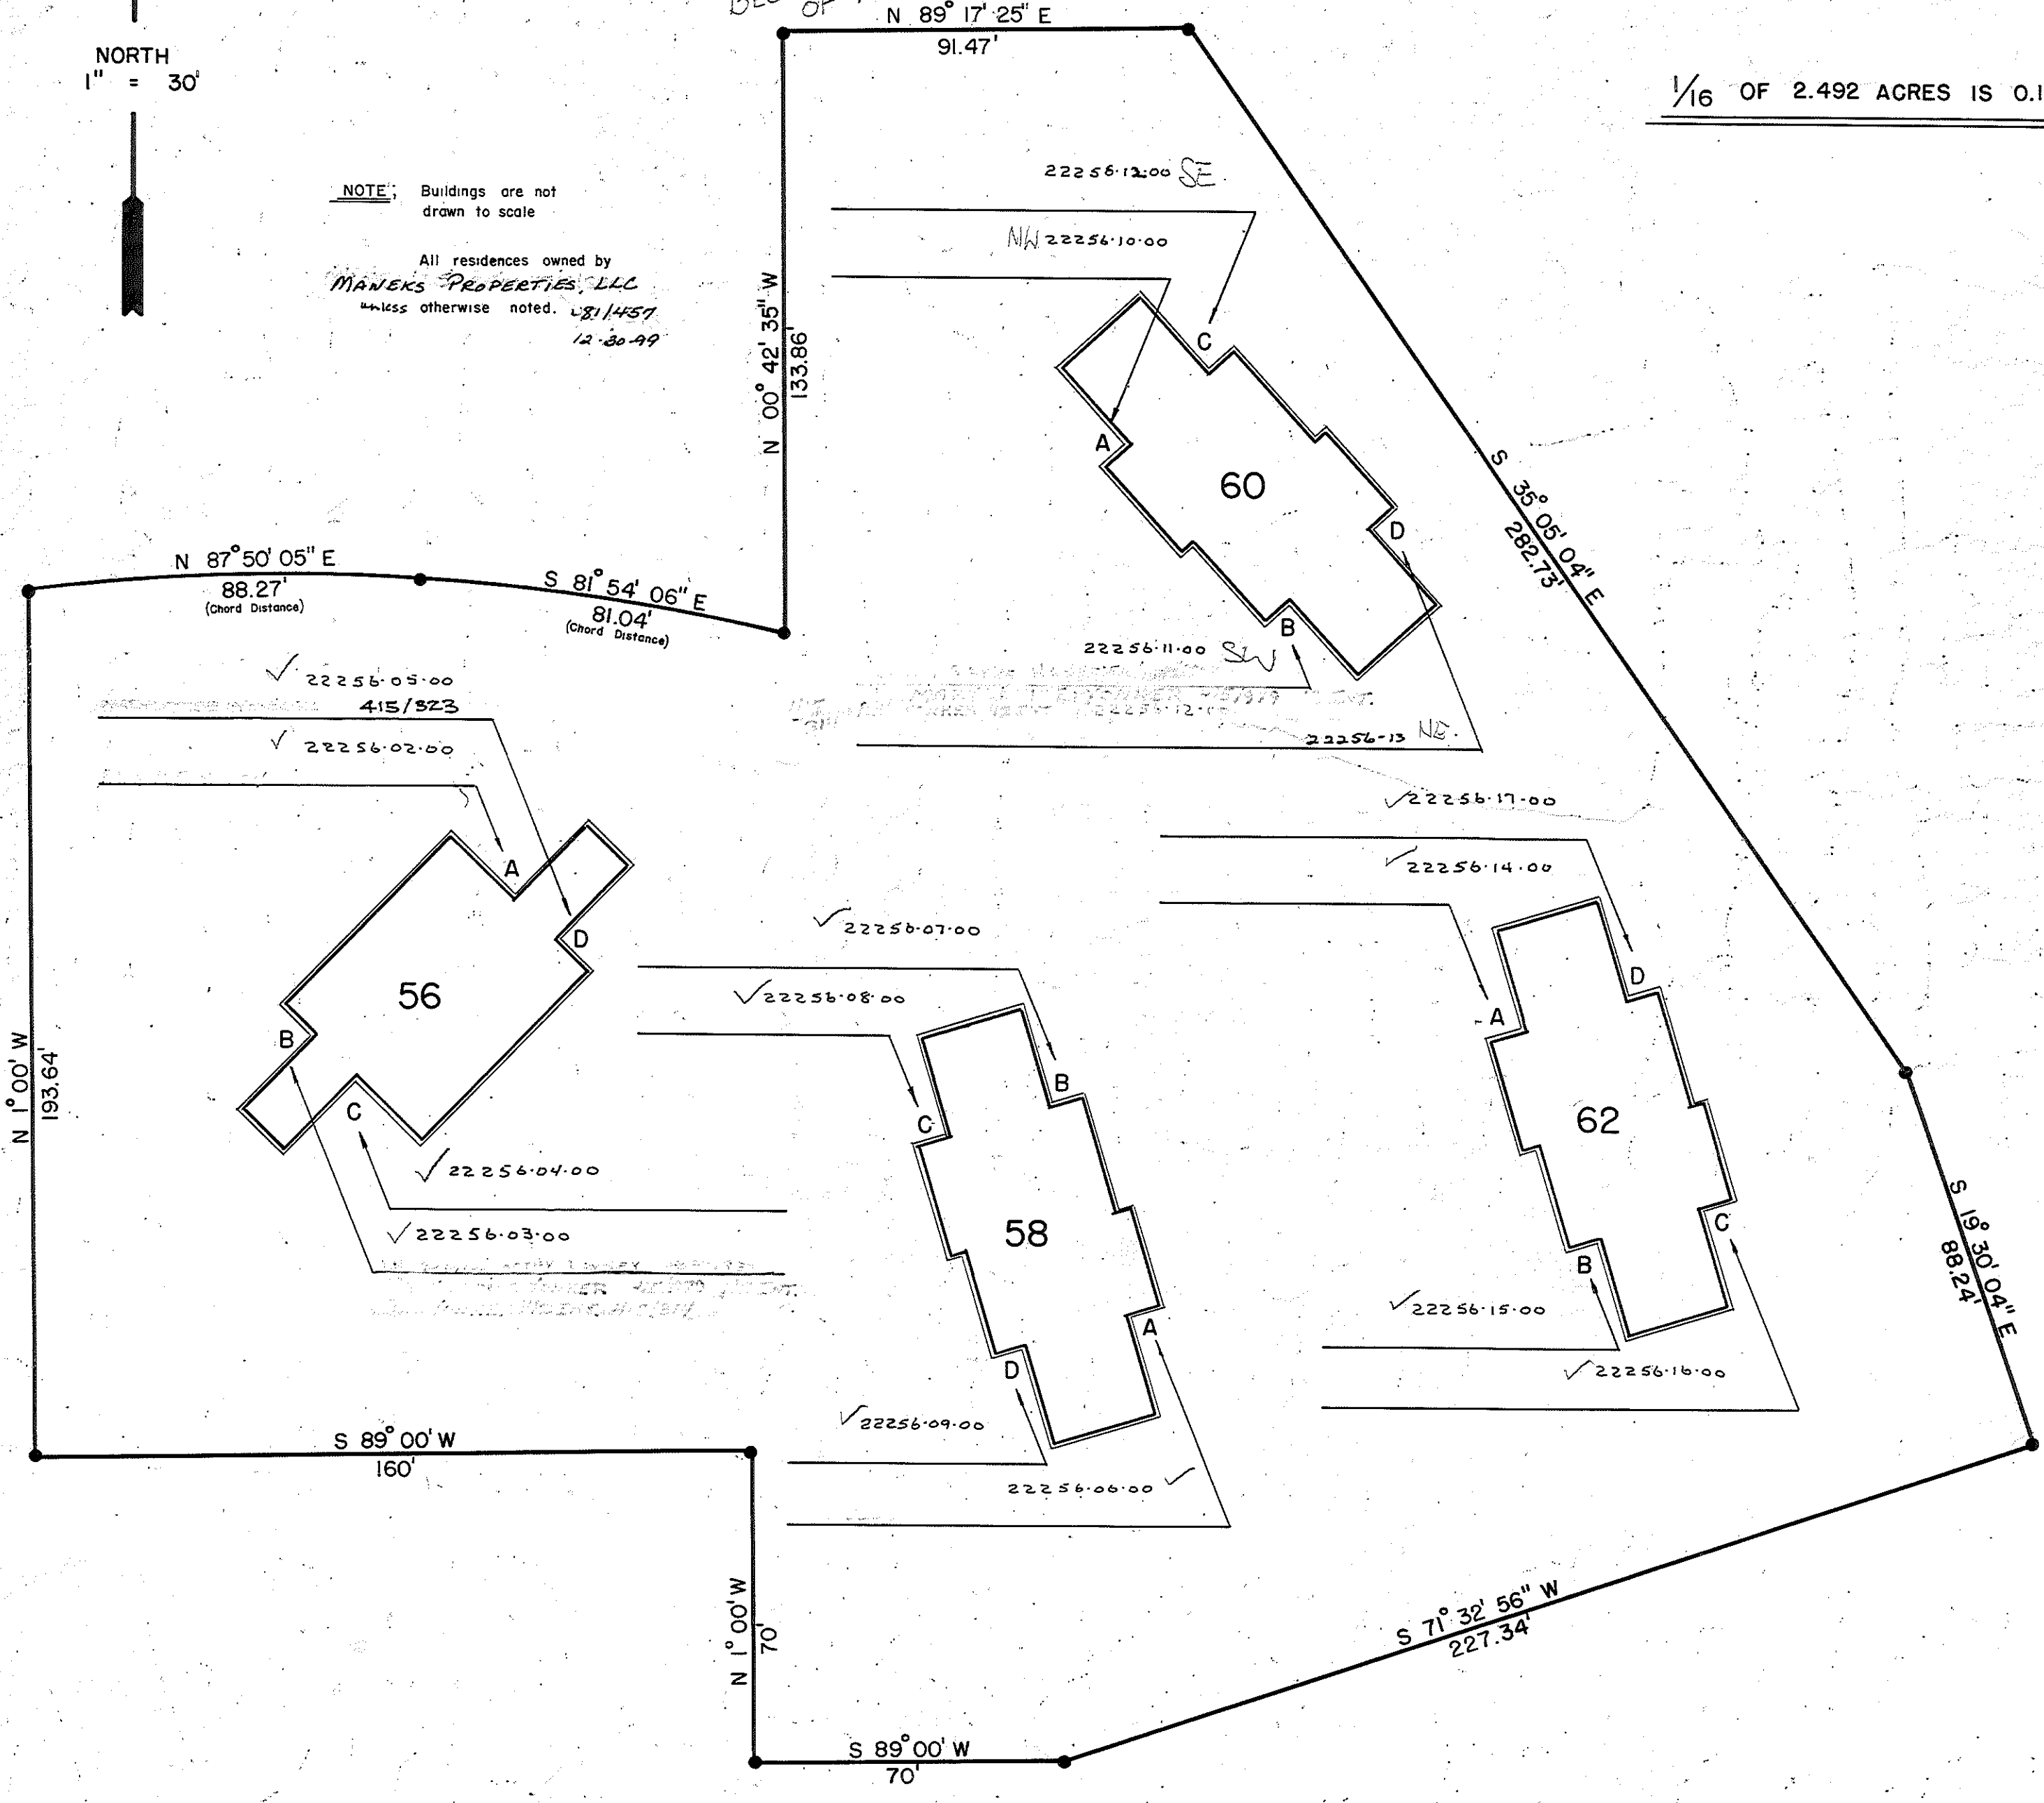 OF
N 89° 17' 25" E
91.47'
NORTH
1" = 30'
1/16 OF 2.492 ACRES IS 0.1
NOTE; Buildings are not
drawn to scale
All residences owned by
MANEKS PROPERTIES, LLC
unless otherwise noted. 281/457
12-30-99
22256-12-00 SE
NW 22256-10-00
N 00° 42' 35" W
133.86
C
A
60
D
B
S 35° 05' 04" E
282.73'
N 87° 50' 05" E
88.27'
(Chord Distance)
S 81° 54' 06" E
81.04'
(Chord Distance)
22256-11-00 SW
22256-13 NE.
✓ 22256-05-00
415/323
✓ 22256-02-00
A
D
56
B
C
✓ 22256-04-00
✓ 22256-03-00
N 1° 00' W
193.64'
✓ 22256-07-00
✓ 22256-08-00
B
C
58
A
D
✓ 22256-09-00
22256-06-00 ✓
✓ 22256-17-00
✓ 22256-14-00
D
A
62
C
B
✓ 22256-15-00
✓ 22256-16-00
S 19° 30' 04" E
88.24'
S 89° 00' W
160'
N 1° 00' W
70'
S 71° 32' 56" W
227.34'
S 89° 00' W
70'